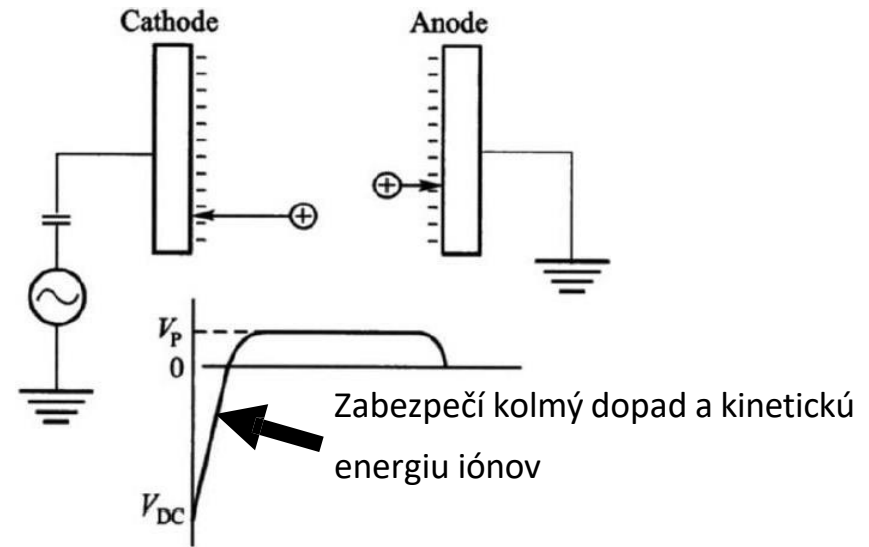 Cathode
Anode
V_P
0
Zabezpečí kolmý dopad a kinetickú
energiu iónov
V_DC